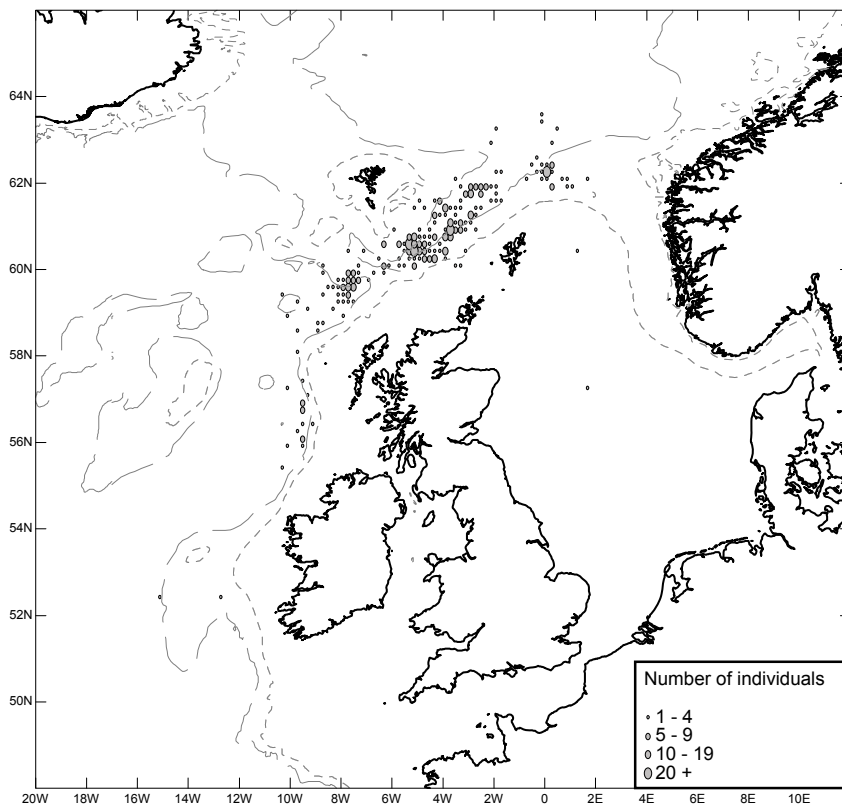 64N
62N
60N
58N
56N
54N
52N
50N
Number of individuals
1 - 4
5 - 9
10 - 19
20 +
20W 18W 16W 14W 12W 10W 8W 6W 4W 2W 0 2E 4E 6E 8E 10E